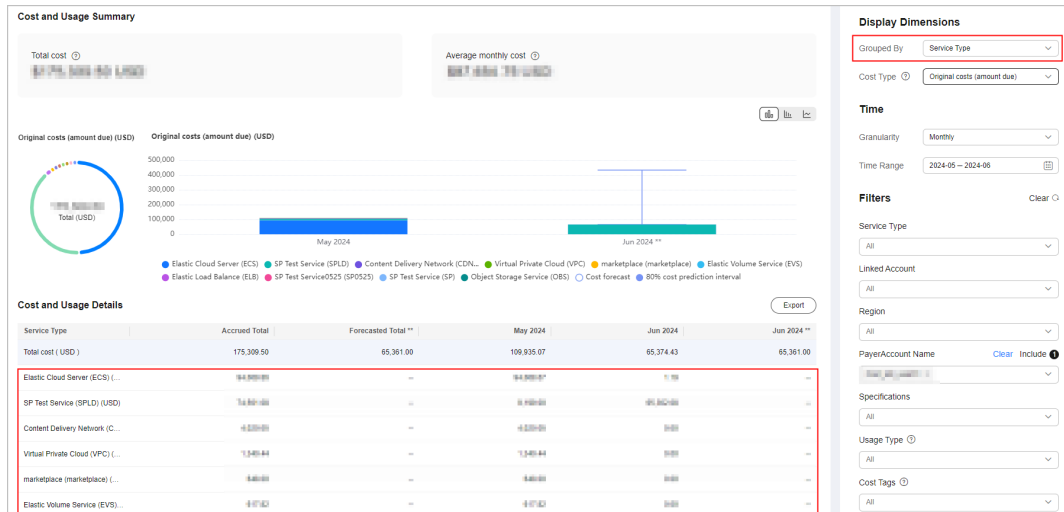 Cost and Usage Summary
Total cost
Average monthly cost
Original costs (amount due) (USD)
Total (USD)
Original costs (amount due) (USD)
500,000
400,000
300,000
200,000
100,000
0
May 2024 Jun 2024 **
Elastic Cloud Server (ECS) SP Test Service (SPLD) Content Delivery Network (CDN... Virtual Private Cloud (VPC) marketplace (marketplace) Elastic Volume Service (EVS)
Elastic Load Balance (ELB) SP Test Service0525 (SP0525) SP Test Service (SP) Object Storage Service (OBS) Cost forecast 80% cost prediction interval
Cost and Usage Details Export
Service Type Accrued Total Forecasted Total ** May 2024 Jun 2024 Jun 2024 **
Total cost ( USD ) 175,309.50 65,361.00 109,935.07 65,374.43 65,361.00
Elastic Cloud Server (ECS) (... -- --
SP Test Service (SPLD) (USD) -- --
Content Delivery Network (C... -- --
Virtual Private Cloud (VPC) (... -- --
marketplace (marketplace) (... -- --
Elastic Volume Service (EVS)... -- --
Display Dimensions
Grouped By Service Type
Cost Type Original costs (amount due)
Time
Granularity Monthly
Time Range 2024-05 -- 2024-06
Filters Clear
Service Type
All
Linked Account
All
Region
All
PayerAccount Name Clear Include 1
Specifications
All
Usage Type
All
Cost Tags
All